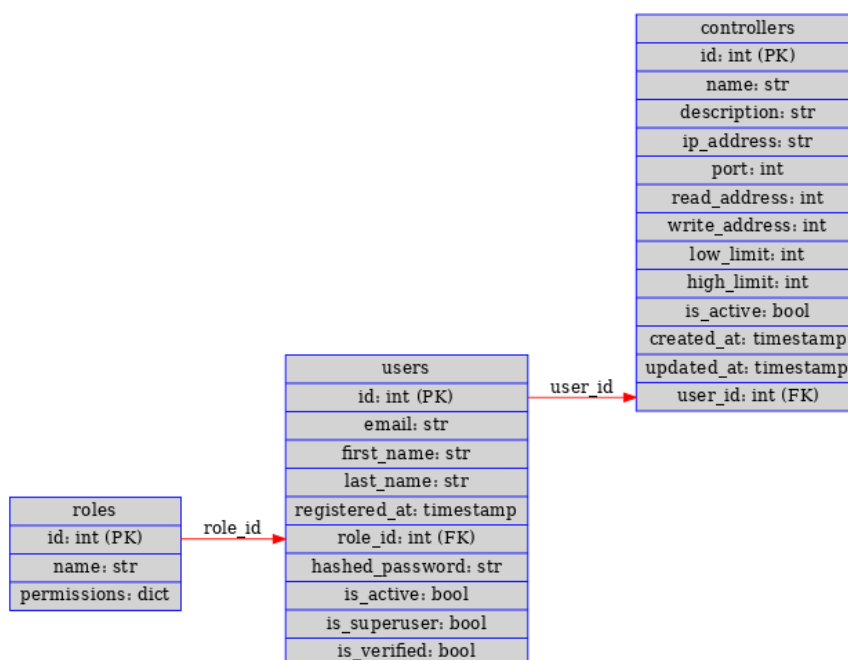 controllers
id: int (PK)
name: str
description: str
ip_address: str
port: int
read_address: int
write_address: int
low_limit: int
high_limit: int
is_active: bool
created_at: timestamp
updated_at: timestamp
user_id: int (FK)
user_id
users
id: int (PK)
email: str
first_name: str
last_name: str
registered_at: timestamp
role_id: int (FK)
hashed_password: str
is_active: bool
is_superuser: bool
is_verified: bool
role_id
roles
id: int (PK)
name: str
permissions: dict